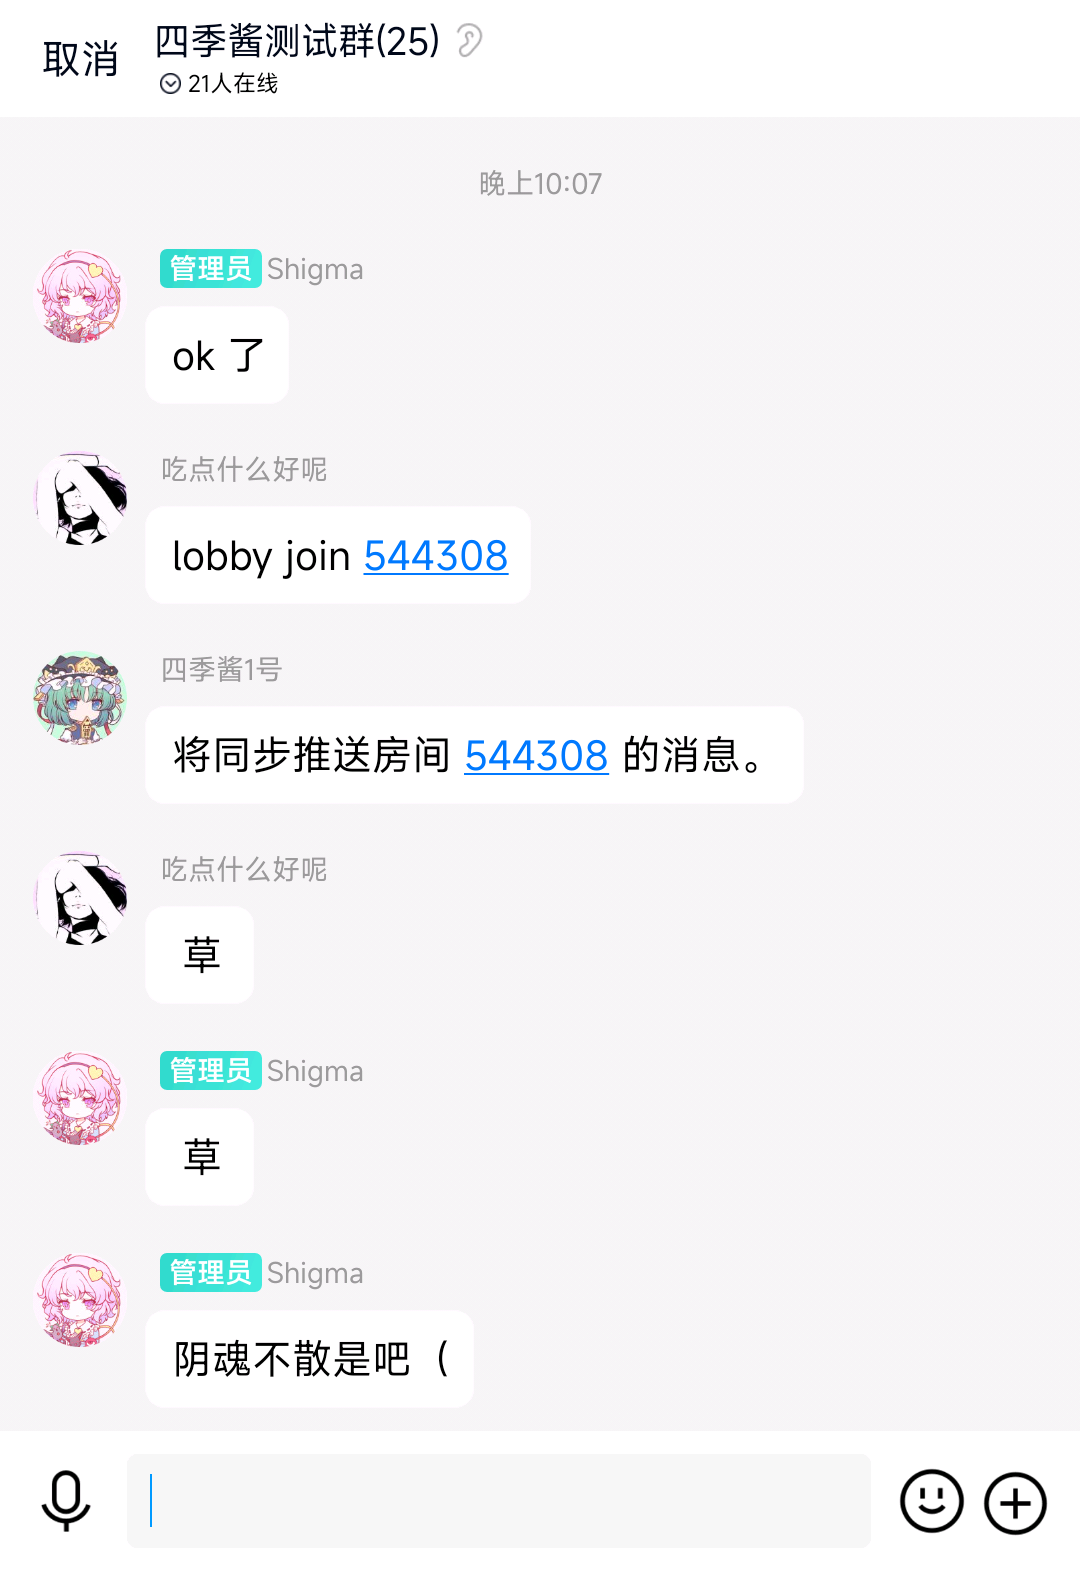 取消
四季酱测试群(25)
21人在线
晚上10:07
管理员 Shigma
ok 了
吃点什么好呢
lobby join 544308
四季酱1号
将同步推送房间 544308 的消息。
吃点什么好呢
草
管理员 Shigma
草
管理员 Shigma
阴魂不散是吧（